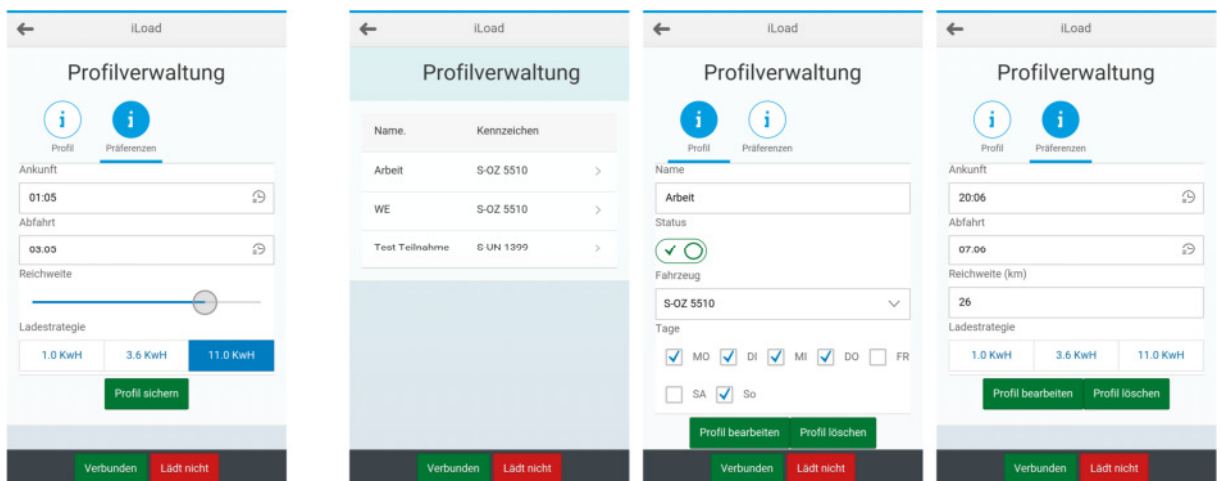 iLoad
Profilverwaltung
Profil Präferenzen
Ankunft
01:05
Abfahrt
03:05
Reichweite
Ladestrategie
1.0 KwH 3.6 KwH 11.0 KwH
Profil sichern
Verbunden Lädt nicht
iLoad
Profilverwaltung
Name. Kennzeichen
Arbeit S-OZ 5510
WE S-OZ 5510
Test Teilnahme S-UN 1399
Verbunden Lädt nicht
iLoad
Profilverwaltung
Profil Präferenzen
Name
Arbeit
Status
Fahrzeug
S-OZ 5510
Tage
MO DI MI DO FR
SA So
Profil bearbeiten Profil löschen
Verbunden Lädt nicht
iLoad
Profilverwaltung
Profil Präferenzen
Ankunft
20:06
Abfahrt
07:06
Reichweite (km)
26
Ladestrategie
1.0 KwH 3.6 KwH 11.0 KwH
Profil bearbeiten Profil löschen
Verbunden Lädt nicht